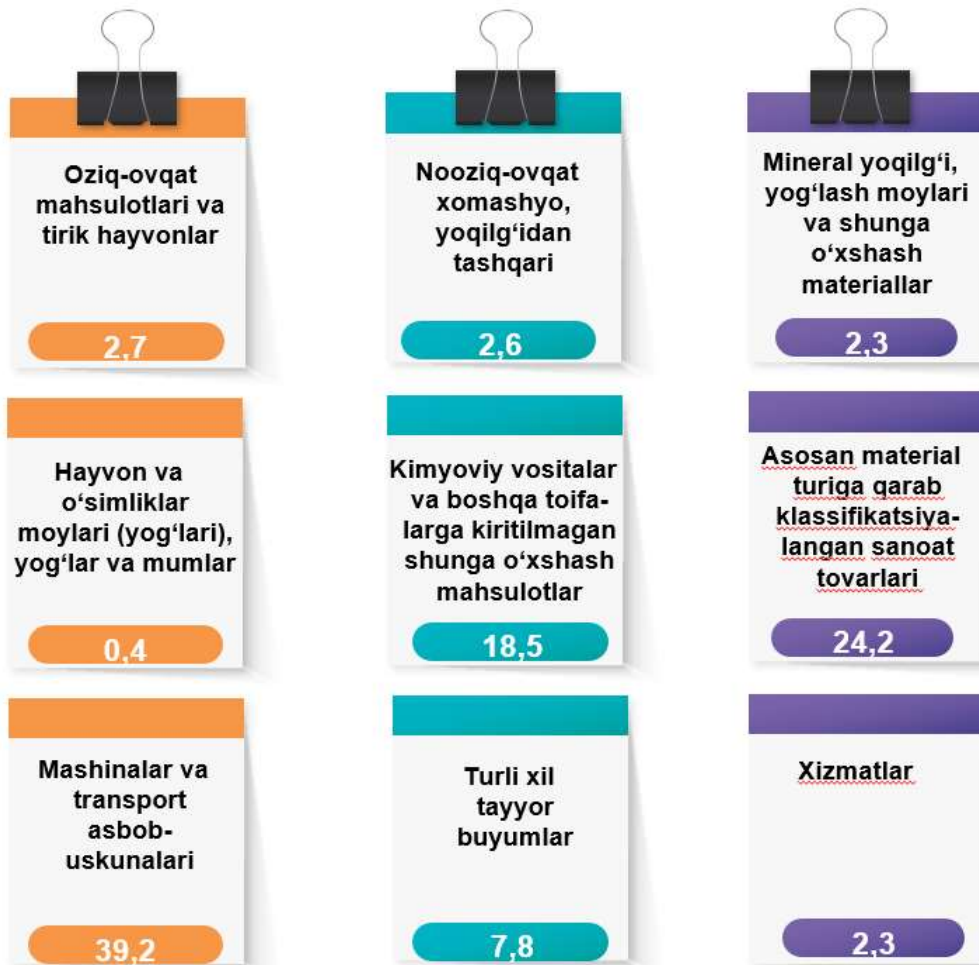 Oziq-ovqat
mahsulotlari va
tirik hayvonlar
2,7
Nooziq-ovqat
xomashyo,
yoqilg‘idan
tashqari
2,6
Mineral yoqilg‘i,
yog‘lash moylari
va shunga
o‘xshash
materiallar
2,3
Hayvon va
o‘simliklar
moylari (yog‘lari),
yog‘lar va mumlar
0,4
Kimyoviy vositalar
va boshqa toifa-
larga kiritilmagan
shunga o‘xshash
mahsulotlar
18,5
Asosan material
turiga qarab
klassifikatsiya-
langan sanoat
tovarlari
24,2
Mashinalar va
transport
asbob-
uskunalari
39,2
Turli xil
tayyor
buyumlar
7,8
Xizmatlar
2,3